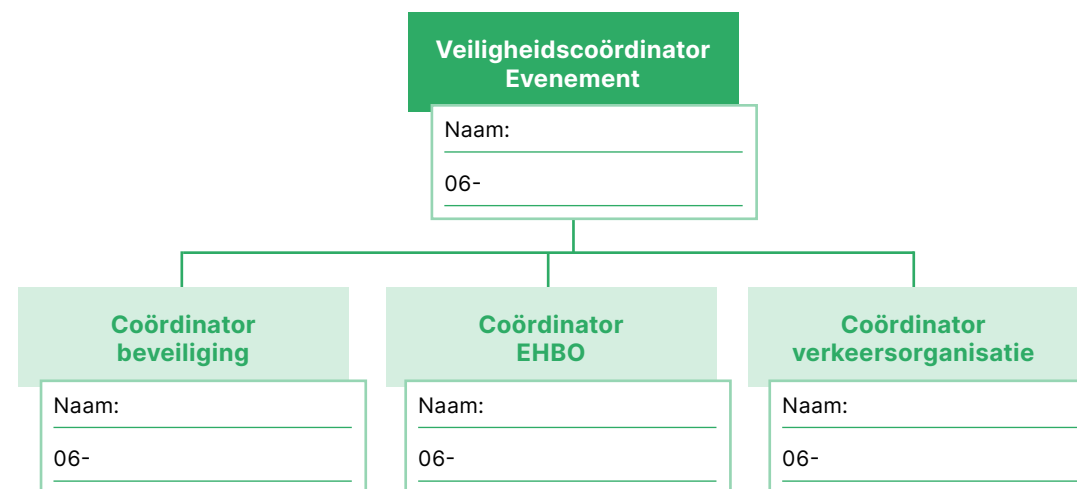 Veiligheidscoördinator
Evenement
Naam:
06-
Coördinator
beveiliging
Naam:
06-
Coördinator
EHBO
Naam:
06-
Coördinator
verkeersorganisatie
Naam:
06-